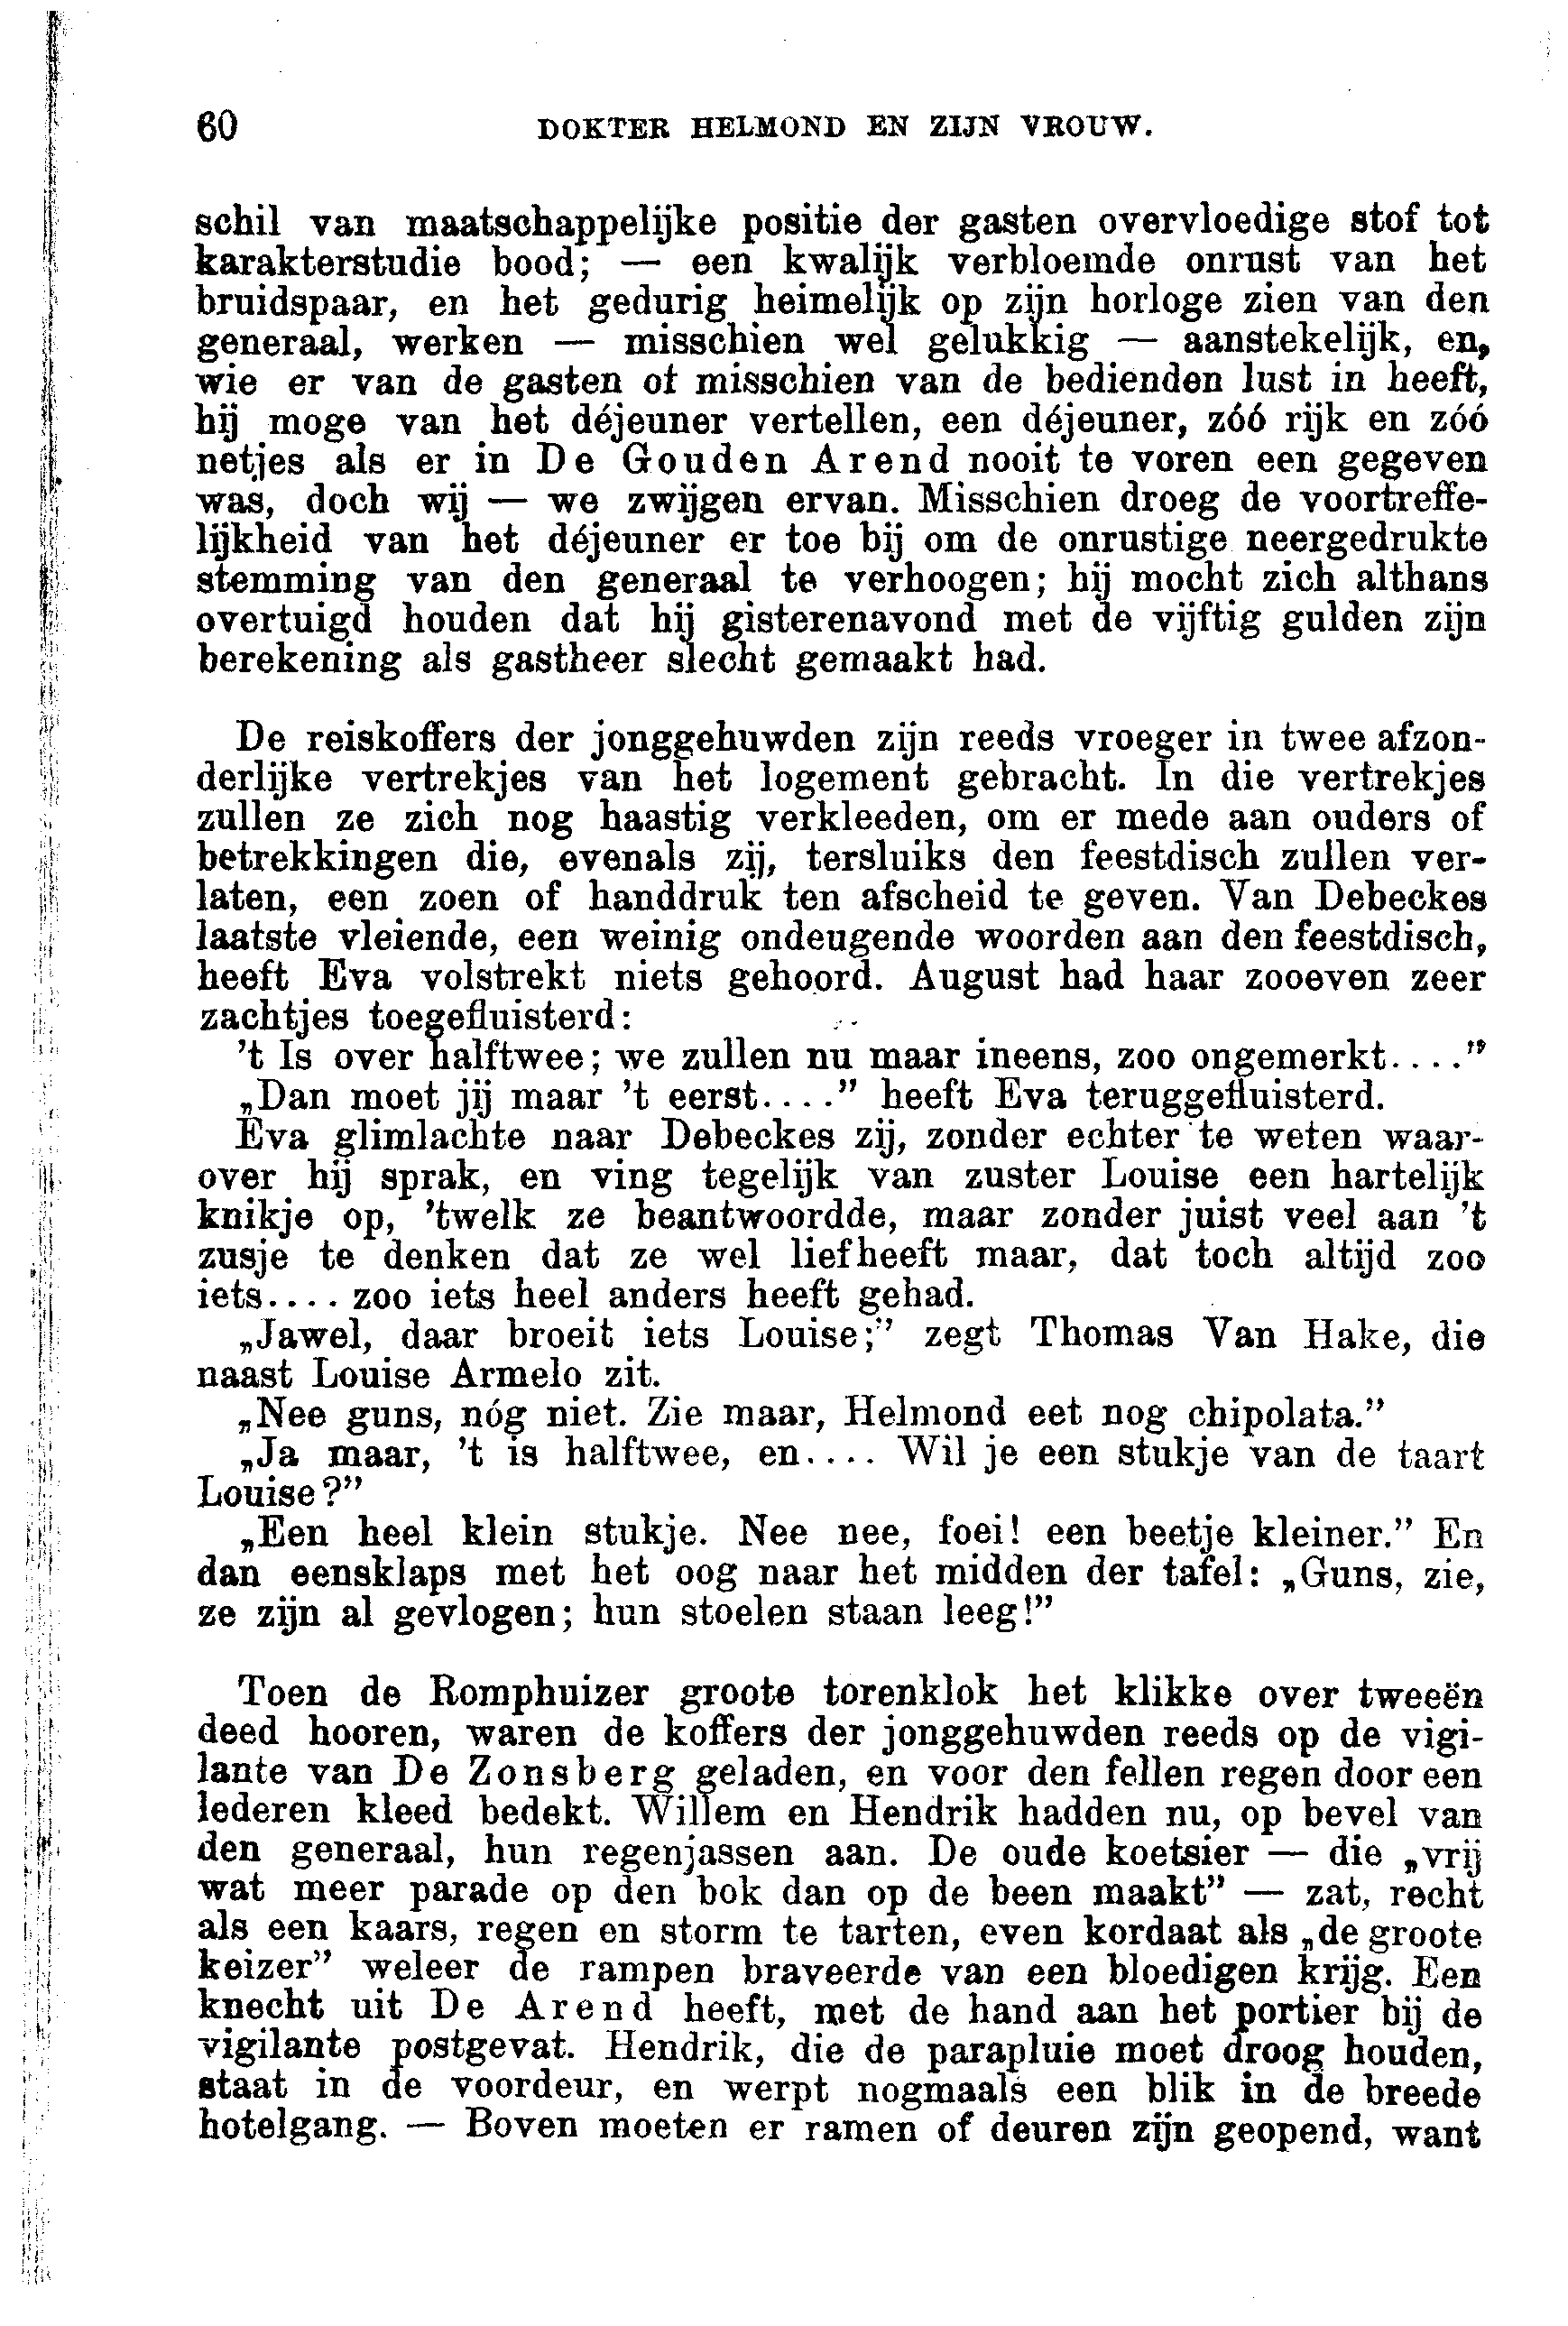 60 DOKTER HELMOND EN ZIJN VROUW.
schil van maatschappelijke positie der gasten overvloedige stof tot
karakterstudie bood; — een kwalijk verbloemde onrust van het
bruidspaar, en het gedurig heimelijk op zijn horloge zien van den
generaal, werken — misschien wel gelukkig — aanstekelijk, en,
wie er van de gasten of misschien van de bedienden lust in heeft,
hij moge van het déjeuner vertellen, een déjeuner, zóó rijk en zóó
netjes als er in De Gouden Arend nooit te voren een gegeven
was, doch wij — we zwijgen ervan. Misschien droeg de voortreffe-
lijkheid van het déjeuner er toe bij om de onrustige neergedrukte
stemming van den generaal te verhoogen; hij mocht zich althans
overtuigd houden dat hij gisterenavond met de vijftig gulden zijn
berekening als gastheer slecht gemaakt had.
De reiskoffers der jonggehuwden zijn reeds vroeger in twee afzon-
derlijke vertrekjes van het logement gebracht. In die vertrekjes
zullen ze zich nog haastig verkleeden, om er mede aan ouders of
betrekkingen die, evenals zij, tersluiks den feestdisch zullen ver-
laten, een zoen of handdruk ten afscheid te geven. Van Debeckes
laatste vleiende, een weinig ondeugende woorden aan den feestdisch,
heeft Eva volstrekt niets gehoord. August had haar zooeven zeer
zachtjes toegefluisterd:
't Is over halftwee; we zullen nu maar ineens, zoo ongemerkt...."
„Dan moet jij maar 't eerst...." heeft Eva teruggefluisterd.
Eva glimlachte naar Debeckes zij, zonder echter te weten waar-
over hij sprak, en ving tegelijk van zuster Louise een hartelijk
knikje op, 'twelk ze beantwoordde, maar zonder juist veel aan 't
zusje te denken dat ze wel liefheeft maar, dat toch altijd zoo
iets.... zoo iets heel anders heeft gehad.
„Jawel, daar broeit iets Louise;" zegt Thomas Van Hake, die
naast Louise Armelo zit.
„Nee guns, nóg niet. Zie maar, Helmond eet nog chipolata."
„Ja maar, 't is halftwee, en.... Wil je een stukje van de taart
Louise?"
„Een heel klein stukje. Nee nee, foei! een beetje kleiner." En
dan eensklaps met het oog naar het midden der tafel: „Guns, zie,
ze zijn al gevlogen; hun stoelen staan leeg!"
Toen de Romphuizer groote torenklok het klikke over tweeën
deed hooren, waren de koffers der jonggehuwden reeds op de vigi-
lante van De Zonsberg geladen, en voor den fellen regen door een
lederen kleed bedekt. Willem en Hendrik hadden nu, op bevel van
den generaal, hun regenjassen aan. De oude koetsier — die „vrij
wat meer parade op den bok dan op de been maakt" — zat, recht
als een kaars, regen en storm te tarten, even kordaat als „de groote
keizer" weleer de rampen braveerde van een bloedigen krijg. Een
knecht uit De Arend heeft, met de hand aan het portier bij de
vigilante postgevat. Hendrik, die de parapluie moet droog houden,
staat in de voordeur, en werpt nogmaals een blik in de breede
hotelgang. — Boven moeten er ramen of deuren zijn geopend, want